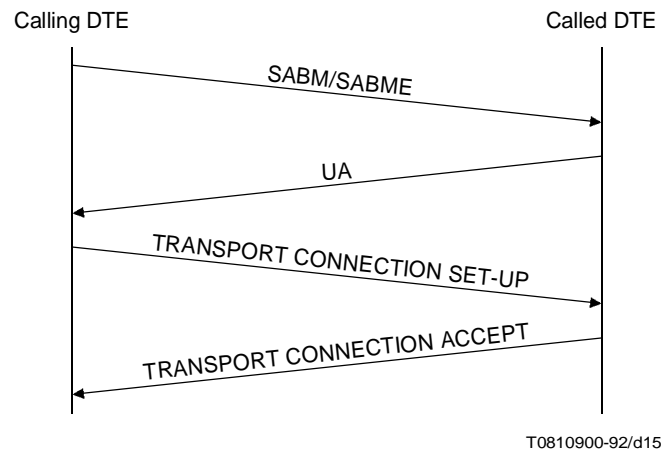 Calling DTE
Called DTE
SABM/SABME
UA
TRANSPORT CONNECTION SET-UP
TRANSPORT CONNECTION ACCEPT
T0810900-92/d15